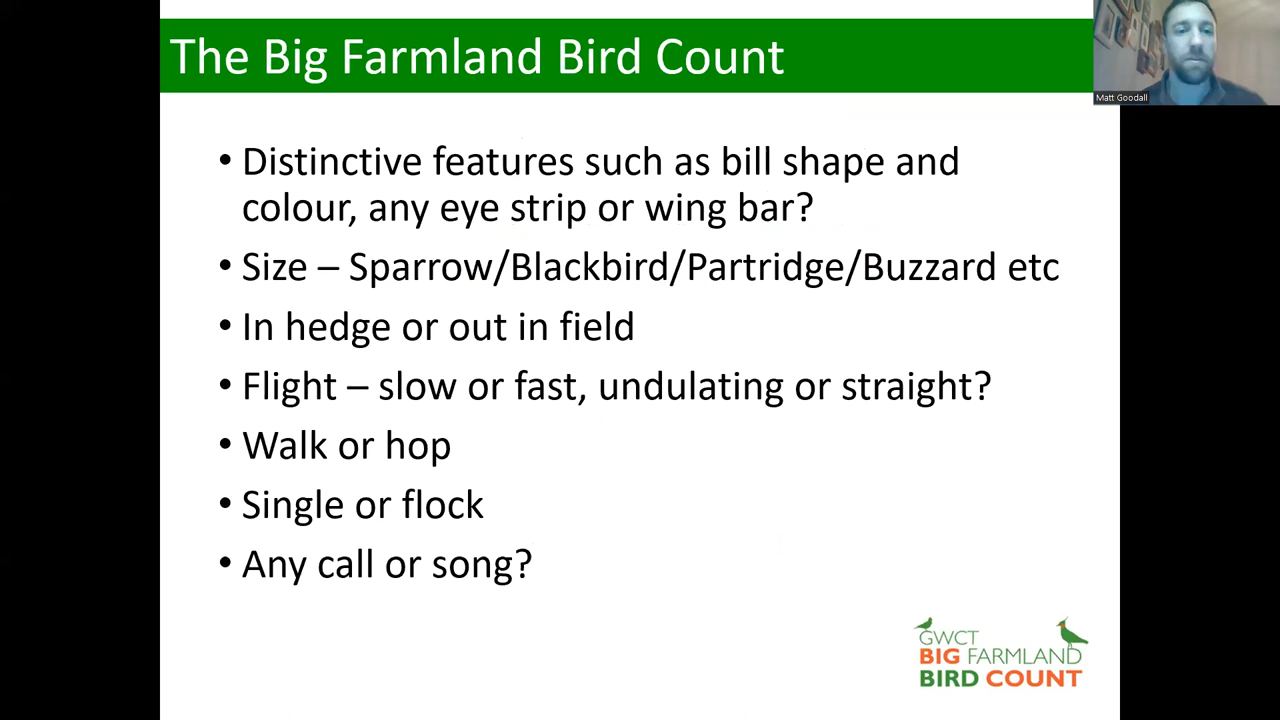 The Big Farmland Bird Count
Matt Goodall
• Distinctive features such as bill shape and
colour, any eye strip or wing bar?
• Size – Sparrow/Blackbird/Partridge/Buzzard etc
• In hedge or out in field
• Flight – slow or fast, undulating or straight?
• Walk or hop
• Single or flock
• Any call or song?
GWCT
BIG FARMLAND
BIRD COUNT